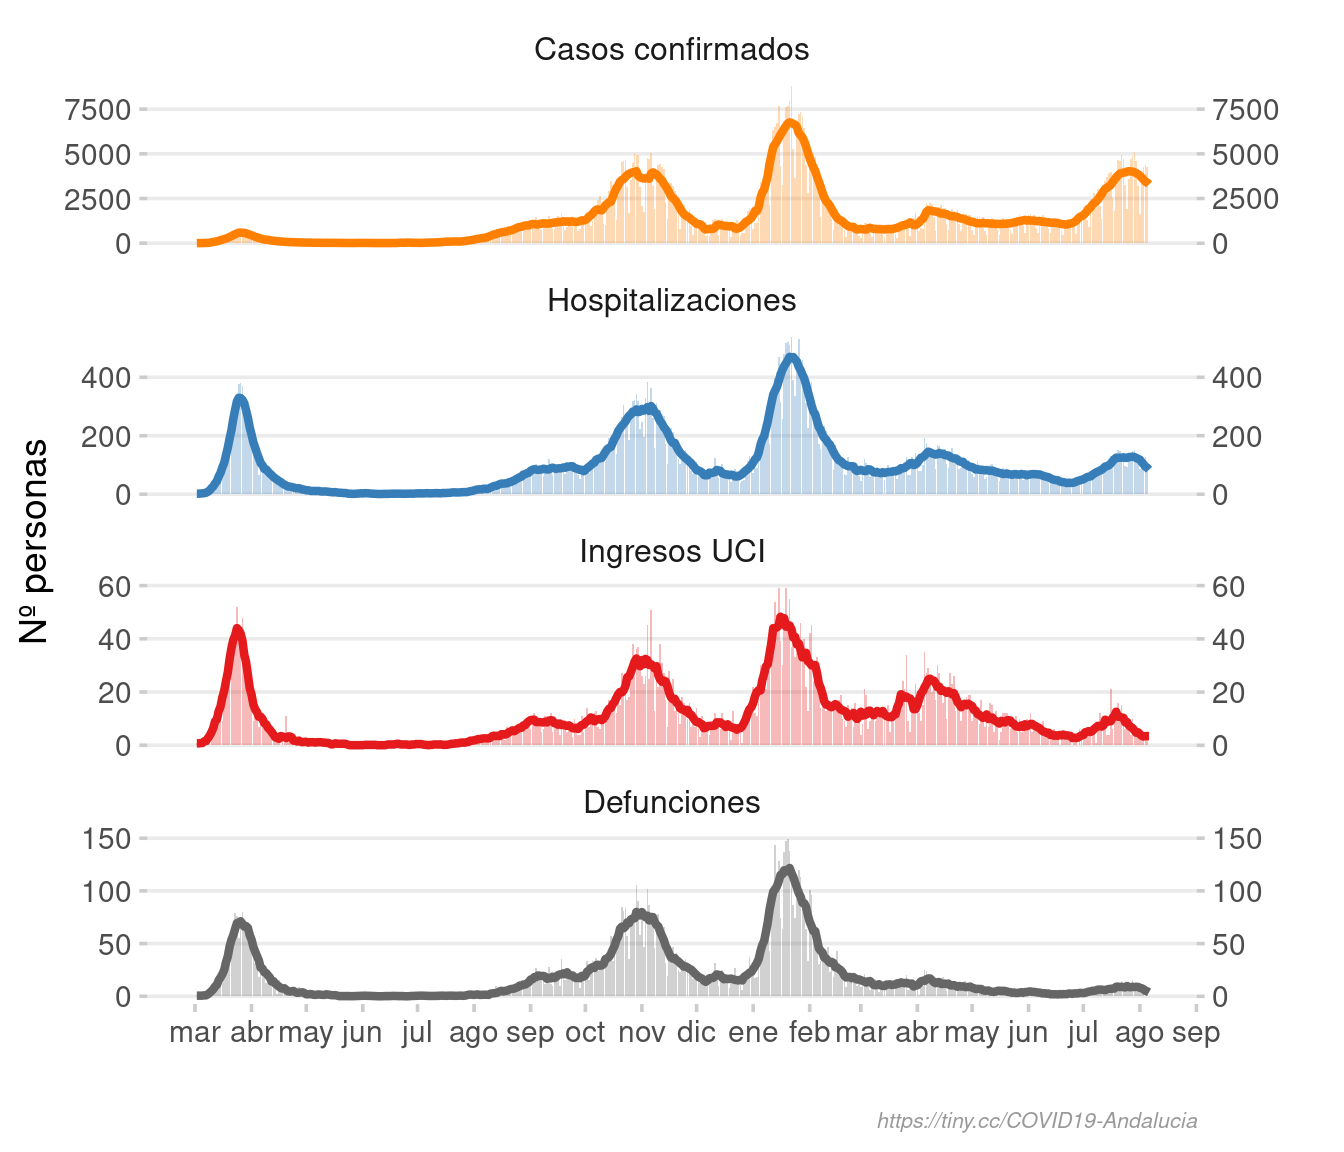 Casos confirmados
7500 7500
5000 5000
2500 2500
0 0
Hospitalizaciones
400 400
200 200
0 0
Nº personas
Ingresos UCI
60 60
40 40
20 20
0 0
Defunciones
150 150
100 100
50 50
0 0
mar abr may jun jul ago sep oct nov dic ene feb mar abr may jun jul ago sep
https://tiny.cc/COVID19-Andalucia